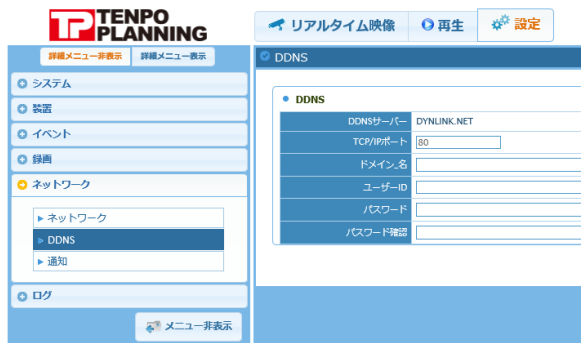 TP TENPO
PLANNING
リアルタイム映像 再生 設定
詳細メニュー非表示 詳細メニュー表示
DDNS
システム
装置
イベント
録画
ネットワーク
ネットワーク
DDNS
通知
ログ
メニュー非表示
DDNS
DDNSサーバー DYNLINK.NET
TCP/IPポート 80
ドメイン_名
ユーザーID
パスワード
パスワード確認